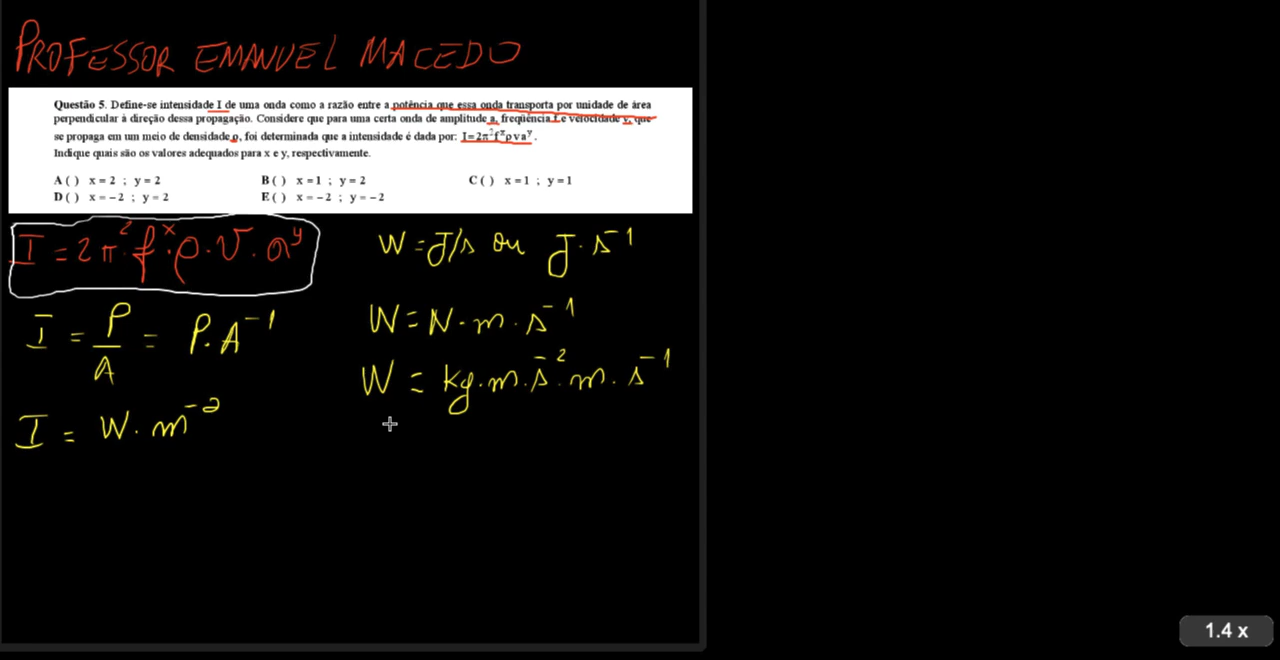 PROFESSOR EMANUEL MACEDO
Questão 5. Define-se intensidade I de uma onda como a razão entre a potência que essa onda transporta por unidade de área
perpendicular à direção dessa propagação. Considere que para uma certa onda de amplitude a, freqüência f e velocidade v, que
se propaga em um meio de densidade ρ, foi determinada que a intensidade é dada por: I=2π²fˣρvaʸ.
Indique quais são os valores adequados para x e y, respectivamente.
A ( ) x = 2 ; y = 2 B ( ) x = 1 ; y = 2 C ( ) x = 1 ; y = 1
D ( ) x = −2 ; y = 2 E ( ) x = −2 ; y = −2
I = 2π²·fˣ·ρ·V·aʸ
W = J/s ou J·s⁻¹
I = P/A = P·A⁻¹
W = N·m·s⁻¹
W = kg·m·s⁻²·m·s⁻¹
I = W·m⁻²
1.4 x